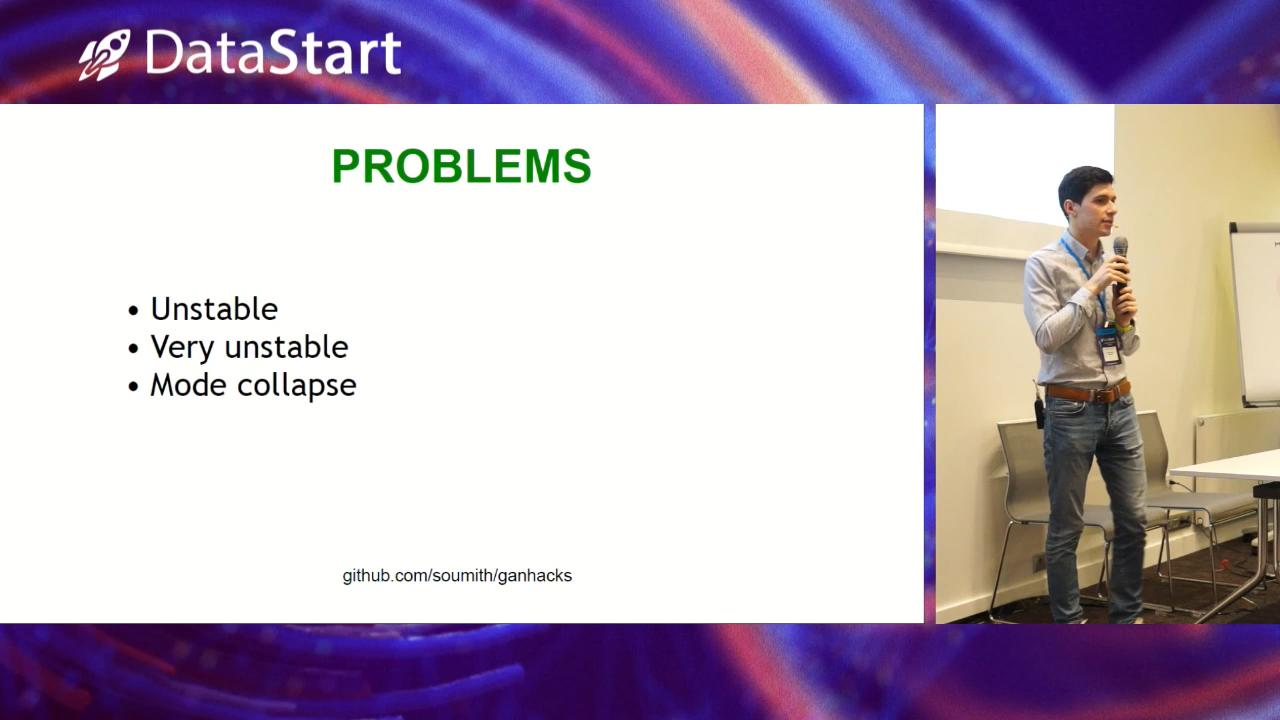 DataStart
PROBLEMS
• Unstable
• Very unstable
• Mode collapse
github.com/soumith/ganhacks